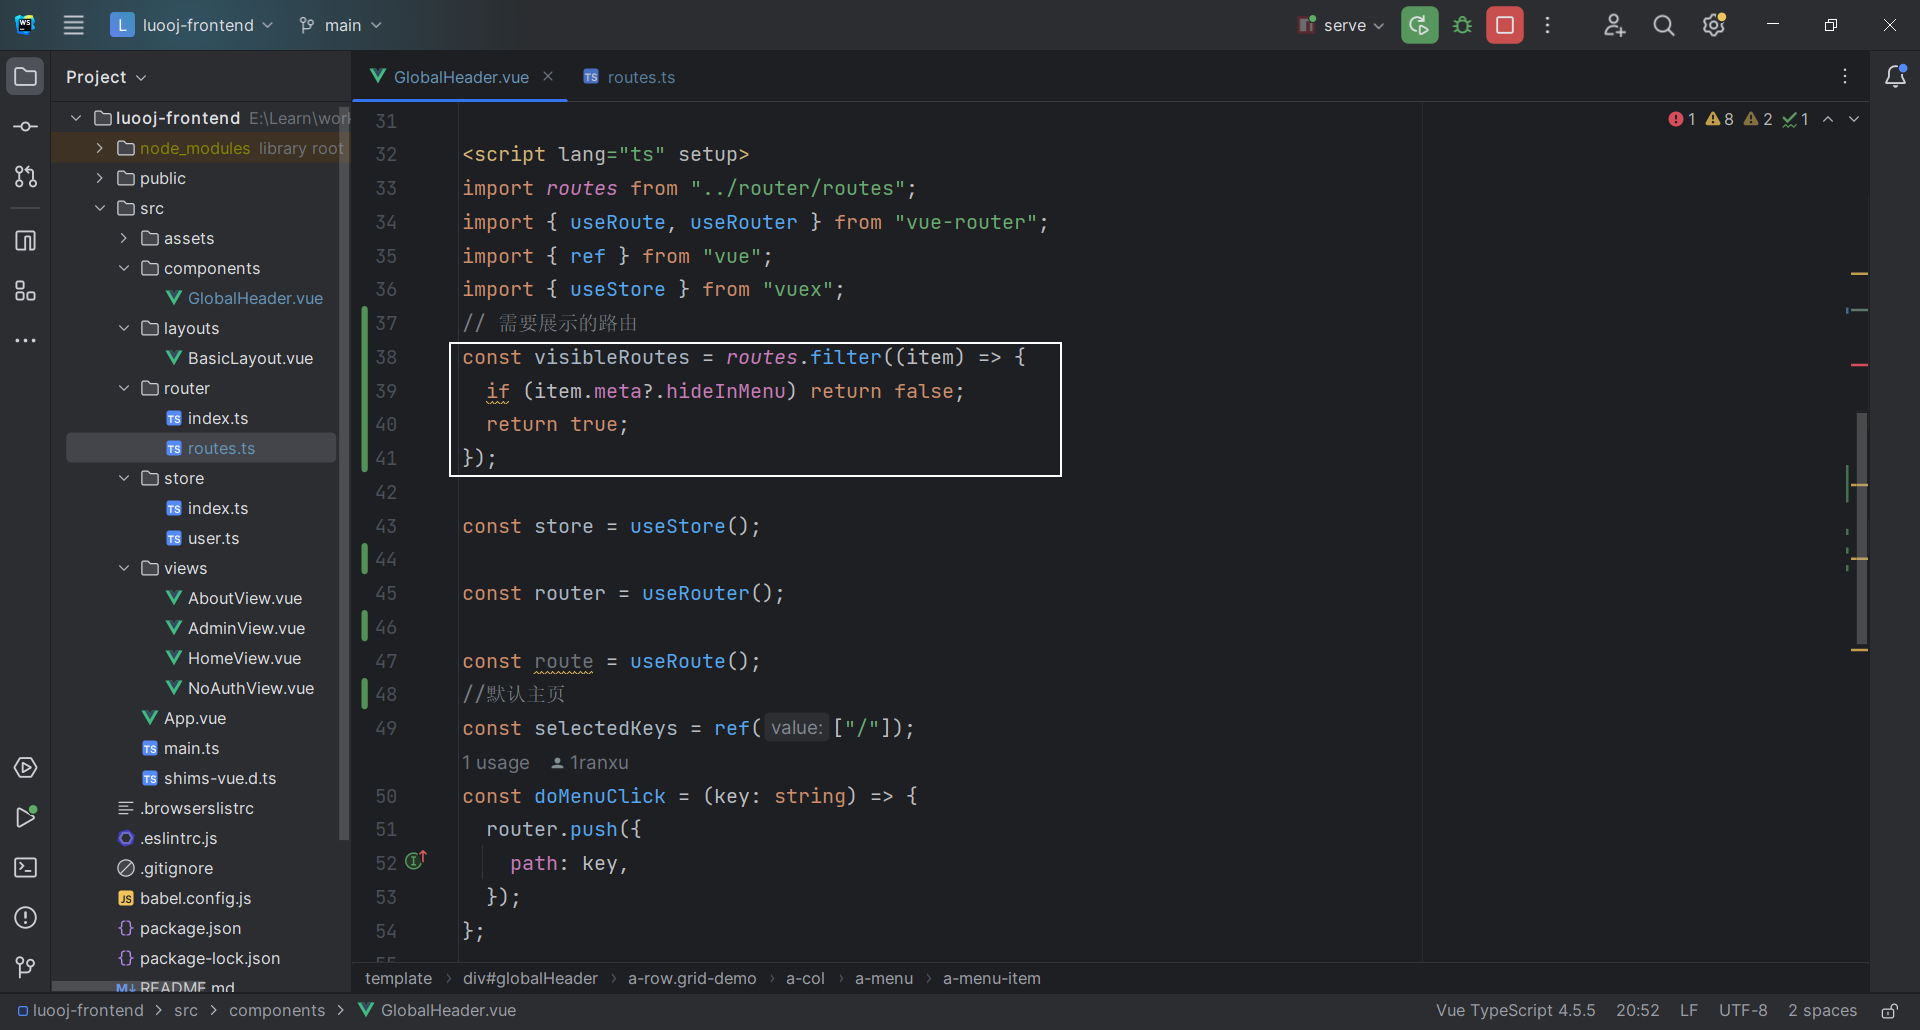 L luooj-frontend main serve
Project GlobalHeader.vue routes.ts
luooj-frontend E:\Learn\work
node_modules library root
public
src
assets
components
GlobalHeader.vue
layouts
BasicLayout.vue
router
index.ts
routes.ts
store
index.ts
user.ts
views
AboutView.vue
AdminView.vue
HomeView.vue
NoAuthView.vue
App.vue
main.ts
shims-vue.d.ts
.browserslistrc
.eslintrc.js
.gitignore
babel.config.js
package.json
package-lock.json
README.md
1 8 2 1
31
32 <script lang="ts" setup>
33 import routes from "../router/routes";
34 import { useRoute, useRouter } from "vue-router";
35 import { ref } from "vue";
36 import { useStore } from "vuex";
37 // 需要展示的路由
38 const visibleRoutes = routes.filter((item) => {
39 if (item.meta?.hideInMenu) return false;
40 return true;
41 });
42
43 const store = useStore();
44
45 const router = useRouter();
46
47 const route = useRoute();
48 //默认主页
49 const selectedKeys = ref( value: ["/"]);
1 usage 1ranxu
50 const doMenuClick = (key: string) => {
51 router.push({
52 path: key,
53 });
54 };
55
template div#globalHeader a-row.grid-demo a-col a-menu a-menu-item
luooj-frontend src components GlobalHeader.vue Vue TypeScript 4.5.5 20:52 LF UTF-8 2 spaces